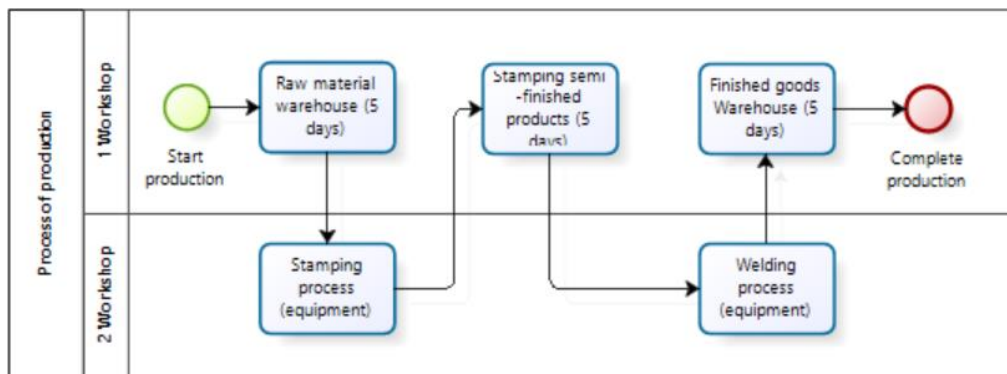 Process of production
1 Workshop
2 Workshop
Start
production
Raw material
warehouse (5
days)
Stamping
process
(equipment)
Stamping semi
-finished
products (5
days)
Welding
process
(equipment)
Finished goods
Warehouse (5
days)
Complete
production